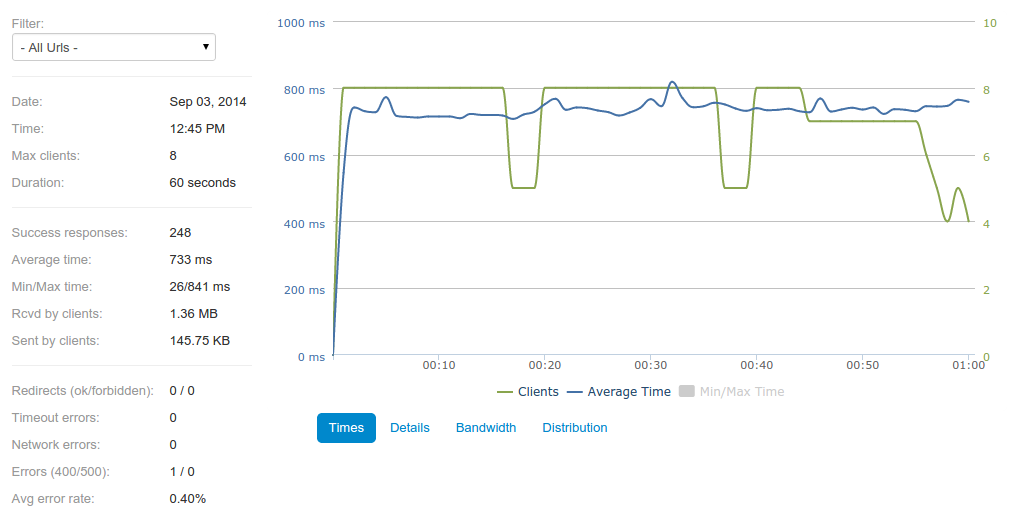 Filter:
- All Urls -
Date: Sep 03, 2014
Time: 12:45 PM
Max clients: 8
Duration: 60 seconds
Success responses: 248
Average time: 733 ms
Min/Max time: 26/841 ms
Rcvd by clients: 1.36 MB
Sent by clients: 145.75 KB
Redirects (ok/forbidden): 0 / 0
Timeout errors: 0
Network errors: 0
Errors (400/500): 1 / 0
Avg error rate: 0.40%
1000 ms 10
800 ms 8
600 ms 6
400 ms 4
200 ms 2
0 ms 0
00:10 00:20 00:30 00:40 00:50 01:00
Clients Average Time Min/Max Time
Times Details Bandwidth Distribution